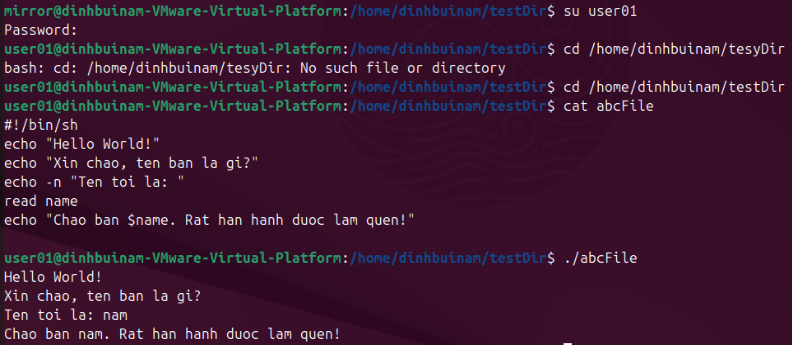 mirror@dinhbuinam-VMware-Virtual-Platform:/home/dinhbuinam/testDir$ su user01
Password:
user01@dinhbuinam-VMware-Virtual-Platform:/home/dinhbuinam/testDir$ cd /home/dinhbuinam/tesyDir
bash: cd: /home/dinhbuinam/tesyDir: No such file or directory
user01@dinhbuinam-VMware-Virtual-Platform:/home/dinhbuinam/testDir$ cd /home/dinhbuinam/testDir
user01@dinhbuinam-VMware-Virtual-Platform:/home/dinhbuinam/testDir$ cat abcFile
#!/bin/sh
echo "Hello World!"
echo "Xin chao, ten ban la gi?"
echo -n "Ten toi la: "
read name
echo "Chao ban $name. Rat han hanh duoc lam quen!"
user01@dinhbuinam-VMware-Virtual-Platform:/home/dinhbuinam/testDir$ ./abcFile
Hello World!
Xin chao, ten ban la gi?
Ten toi la: nam
Chao ban nam. Rat han hanh duoc lam quen!